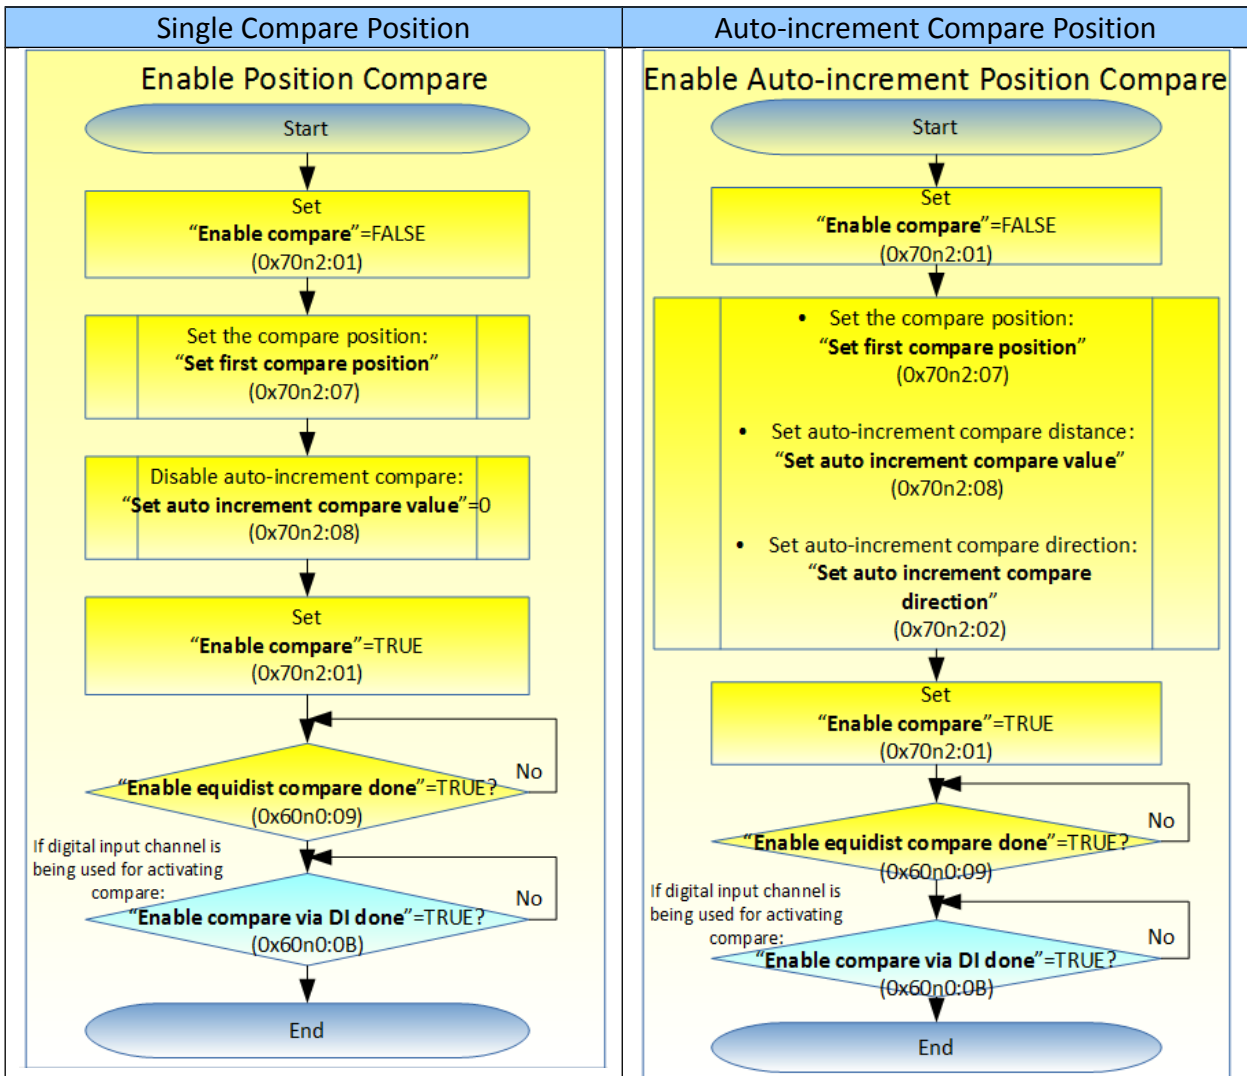 Single Compare Position
Enable Position Compare
Start
Set
“Enable compare”=FALSE
(0x70n2:01)
Set the compare position:
“Set first compare position”
(0x70n2:07)
Disable auto-increment compare:
“Set auto increment compare value”=0
(0x70n2:08)
Set
“Enable compare”=TRUE
(0x70n2:01)
“Enable equidist compare done”=TRUE?
(0x60n0:09)
No
If digital input channel is
being used for activating
compare:
“Enable compare via DI done”=TRUE?
(0x60n0:0B)
No
End
Auto-increment Compare Position
Enable Auto-increment Position Compare
Start
Set
“Enable compare”=FALSE
(0x70n2:01)
• Set the compare position:
“Set first compare position”
(0x70n2:07)
• Set auto-increment compare distance:
“Set auto increment compare value”
(0x70n2:08)
• Set auto-increment compare direction:
“Set auto increment compare
direction”
(0x70n2:02)
Set
“Enable compare”=TRUE
(0x70n2:01)
“Enable equidist compare done”=TRUE?
(0x60n0:09)
No
If digital input channel is
being used for activating
compare:
“Enable compare via DI done”=TRUE?
(0x60n0:0B)
No
End